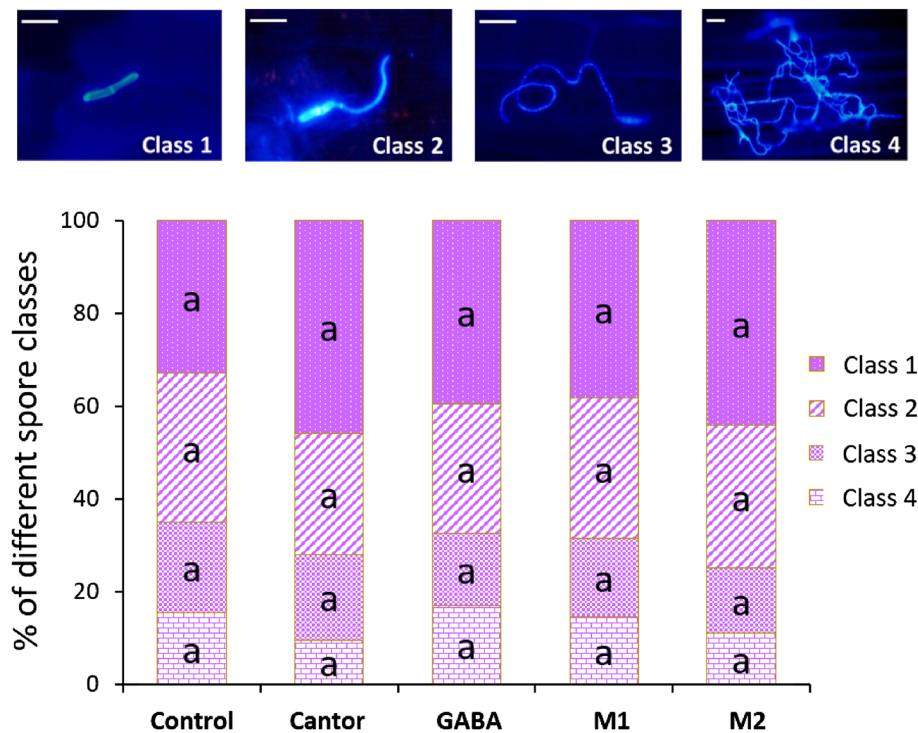 Class 1
Class 2
Class 3
Class 4
% of different spore classes
100
80
60
40
20
0
a a a a a
a a a a a
a a a a a
a a a a a
Class 1
Class 2
Class 3
Class 4
Control Cantor GABA M1 M2